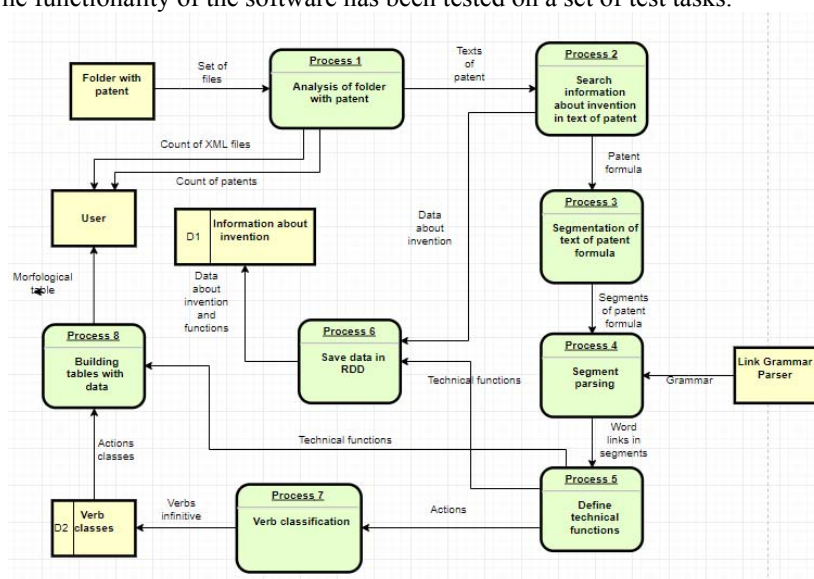 he functionality of the software has been tested on a set of test tasks.
Process 1
Analysis of folder
with patent
Folder with
patent
Set of
files
Texts
of
patent
Process 2
Search
information
about invention
in text of patent
Count of XML files
Count of patents
Patent
formula
User
D1
Information about
invention
Data
about
invention
Process 3
Segmentation of
text of patent
formula
Morfological
table
Data
about
invention
and
functions
Segments
of patent
formula
Process 8
Building
tables with
data
Process 6
Save data in
RDD
Process 4
Segment
parsing
Link Grammar
Parser
Grammar
Technical functions
Word
links in
segments
Technical functions
Actions
classes
Process 5
Define
technical
functions
Process 7
Verb classification
Actions
Verbs
infinitive
D2
Verb
classes